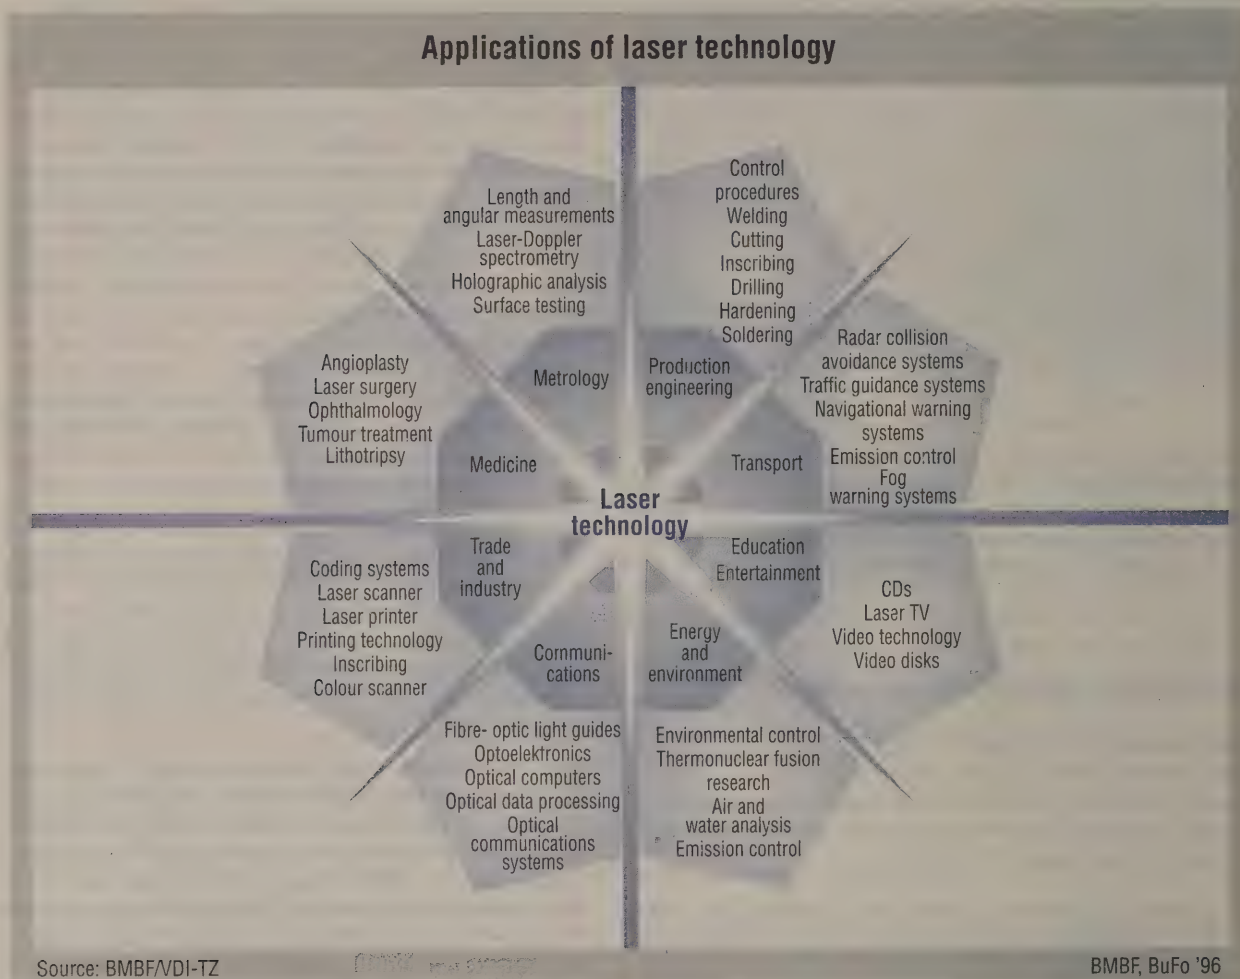 Applications of laser technology
Length and
angular measurements
Laser-Doppler
spectrometry
Holographic analysis
Surface testing
Metrology
Control
procedures
Welding
Cutting
Inscribing
Drilling
Hardening
Soldering
Production
engineering
Radar collision
avoidance systems
Traffic guidance systems
Navigational warning
systems
Emission control
Fog
warning systems
Transport
Angioplasty
Laser surgery
Ophthalmology
Tumour treatment
Lithotripsy
Medicine
Laser
technology
Trade
and
industry
Coding systems
Laser scanner
Laser printer
Printing technology
Inscribing
Colour scanner
Education
Entertainment
CDs
Laser TV
Video technology
Video disks
Communi-
cations
Fibre- optic light guides
Optoelektronics
Optical computers
Optical data processing
Optical
communications
systems
Energy
and
environment
Environmental control
Thermonuclear fusion
research
Air and
water analysis
Emission control
Source: BMBF/VDI-TZ
BMBF, BuFo '96